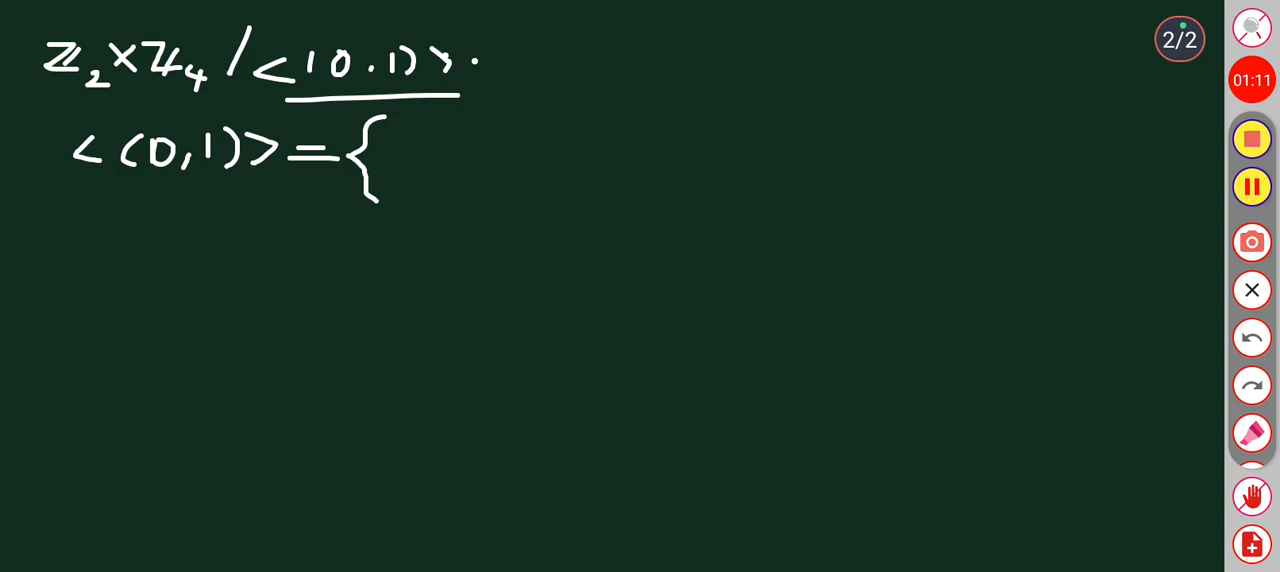 ℤ₂×ℤ₄/<(0,1)>.
<(0,1)>={
2/2
01:11